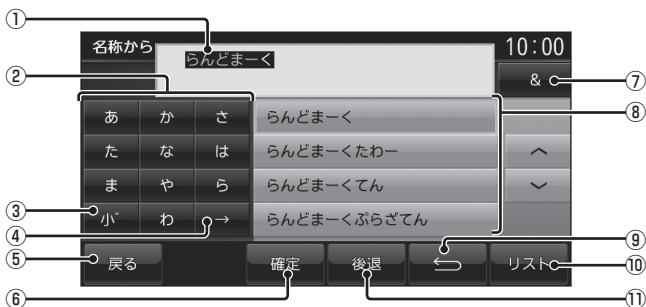 ①
名称から らんどまーく 10:00
② & ⑦
⑧
あ か さ らんどまーく
た な は らんどまーくたわー
ま や ら らんどまーくてん
③ 小゛ わ → らんどまーくぷらざてん
④
⑨
⑤ 戻る 確定 後退 リスト ⑩
⑥ ⑪